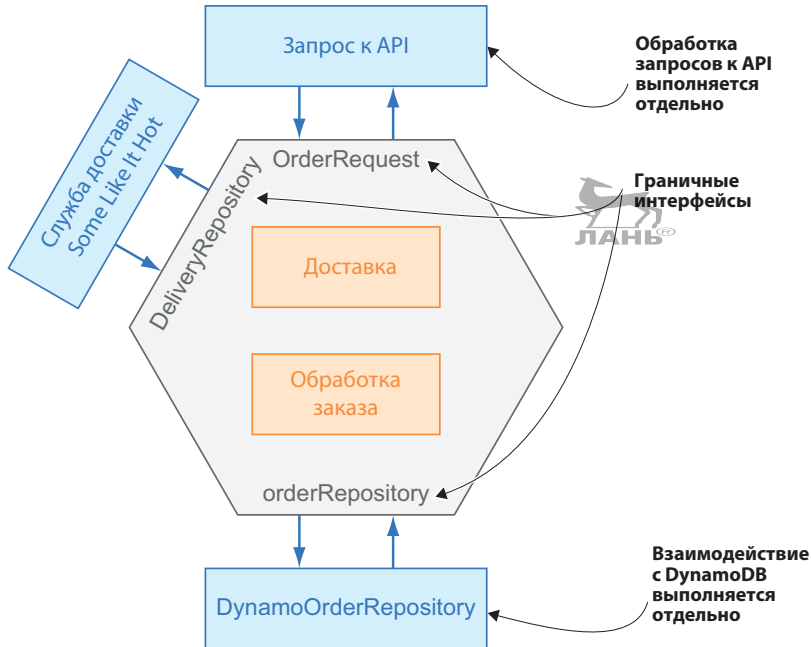 Запрос к API
Обработка
запросов к API
выполняется
отдельно
Служба доставки
Some Like It Hot
DeliveryRepository
OrderRequest
Граничные
интерфейсы
ЛАНЬ®
Доставка
Обработка
заказа
orderRepository
DynamoOrderRepository
Взаимодействие
с DynamoDB
выполняется
отдельно